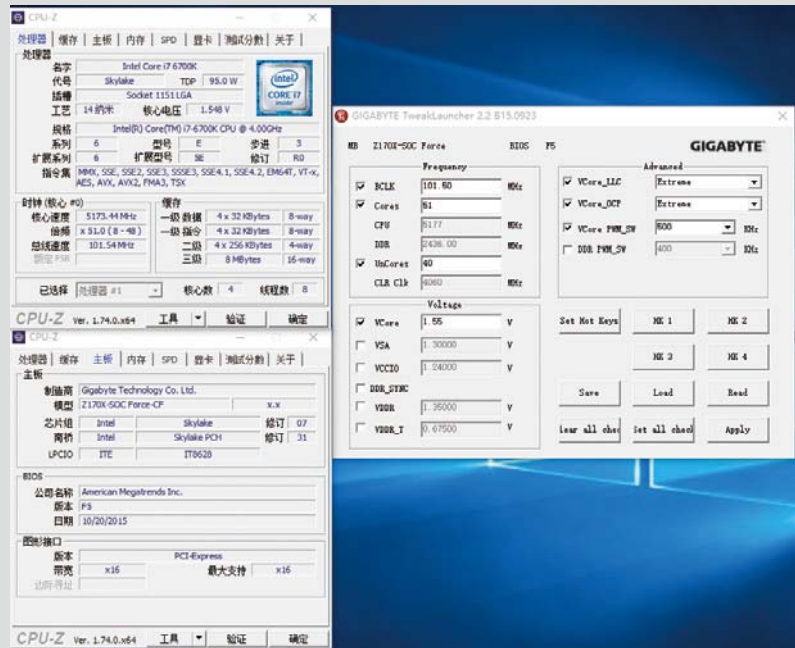 CPU-Z
处理器 缓存 主板 内存 SPD 显卡 测试分数 关于
处理器
名字 Intel Core i7 6700K
代号 Skylake TDP 95.0 W
插槽 Socket 1151 LGA
工艺 14 纳米 核心电压 1.548 V
(intel) CORE i7 inside
规格 Intel(R) Core(TM) i7-6700K CPU @ 4.00GHz
系列 6 型号 E 步进 3
扩展系列 6 扩展型号 5E 修订 R0
指令集 MMX, SSE, SSE2, SSE3, SSSE3, SSE4.1, SSE4.2, EM64T, VT-x,
AES, AVX, AVX2, FMA3, TSX
时钟 (核心 #0) 缓存
核心速度 5173.44 MHz 一级 数据 4 x 32 KBytes 8-way
倍频 x 51.0 ( 8 - 48 ) 一级 指令 4 x 32 KBytes 8-way
总线速度 101.54 MHz 二级 4 x 256 KBytes 4-way
额定 FSB 三级 8 MBytes 16-way
已选择 处理器 #1 核心数 4 线程数 8
CPU-Z Ver. 1.74.0.x64 工具 验证 确定
CPU-Z
处理器 缓存 主板 内存 SPD 显卡 测试分数 关于
主板
制造商 Gigabyte Technology Co. Ltd.
模型 Z170X-SOC Force-CF x.x
芯片组 Intel Skylake 修订 07
南桥 Intel Skylake PCH 修订 31
LPCIO ITE IT8628
BIOS
公司名称 American Megatrends Inc.
版本 F5
日期 10/20/2015
图形接口
版本 PCI-Express
带宽 x16 最大支持 x16
边际寻址
CPU-Z Ver. 1.74.0.x64 工具 验证 确定
GIGABYTE TweakLauncher 2.2 B15.0923
MB Z170X-SOC Force BIOS F5 GIGABYTE
Frequency
BCLK 101.50 MHz
Cores 51
CPU 5177 MHz
DDR 2436.00 MHz
UnCores 40
CLR Clk 4060 MHz
Voltage
VCore 1.55 V
VSA 1.30000 V
VCCIO 1.24000 V
DDR_SYNC
VDDR 1.35000 V
VDDR_T 0.67500 V
Advanced
VCore_LLC Extreme
VCore_OCP Extreme
VCore PWM_SW 500 KHz
DDR PWM_SW 400 KHz
Set Hot Keys HK 1 HK 2
HK 3 HK 4
Save Load Read
lear all chec Set all check Apply